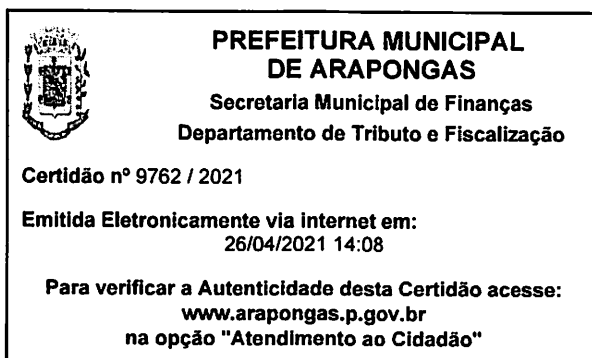 PREFEITURA MUNICIPAL
DE ARAPONGAS
Secretaria Municipal de Finanças
Departamento de Tributo e Fiscalização
Certidão nº 9762 / 2021
Emitida Eletronicamente via internet em:
26/04/2021 14:08
Para verificar a Autenticidade desta Certidão acesse:
www.arapongas.p.gov.br
na opção "Atendimento ao Cidadão"